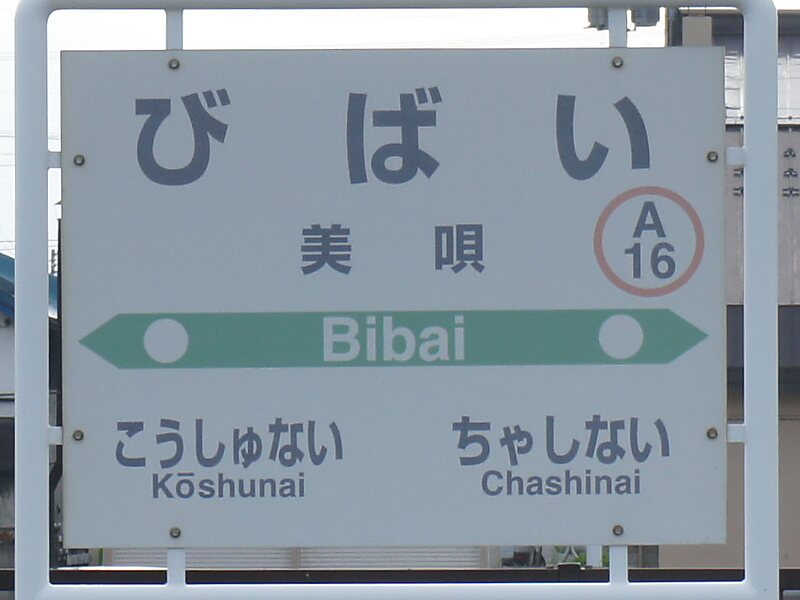 びばい
美唄
A
16
Bibai
こうしゅない
Kōshunai
ちゃしない
Chashinai